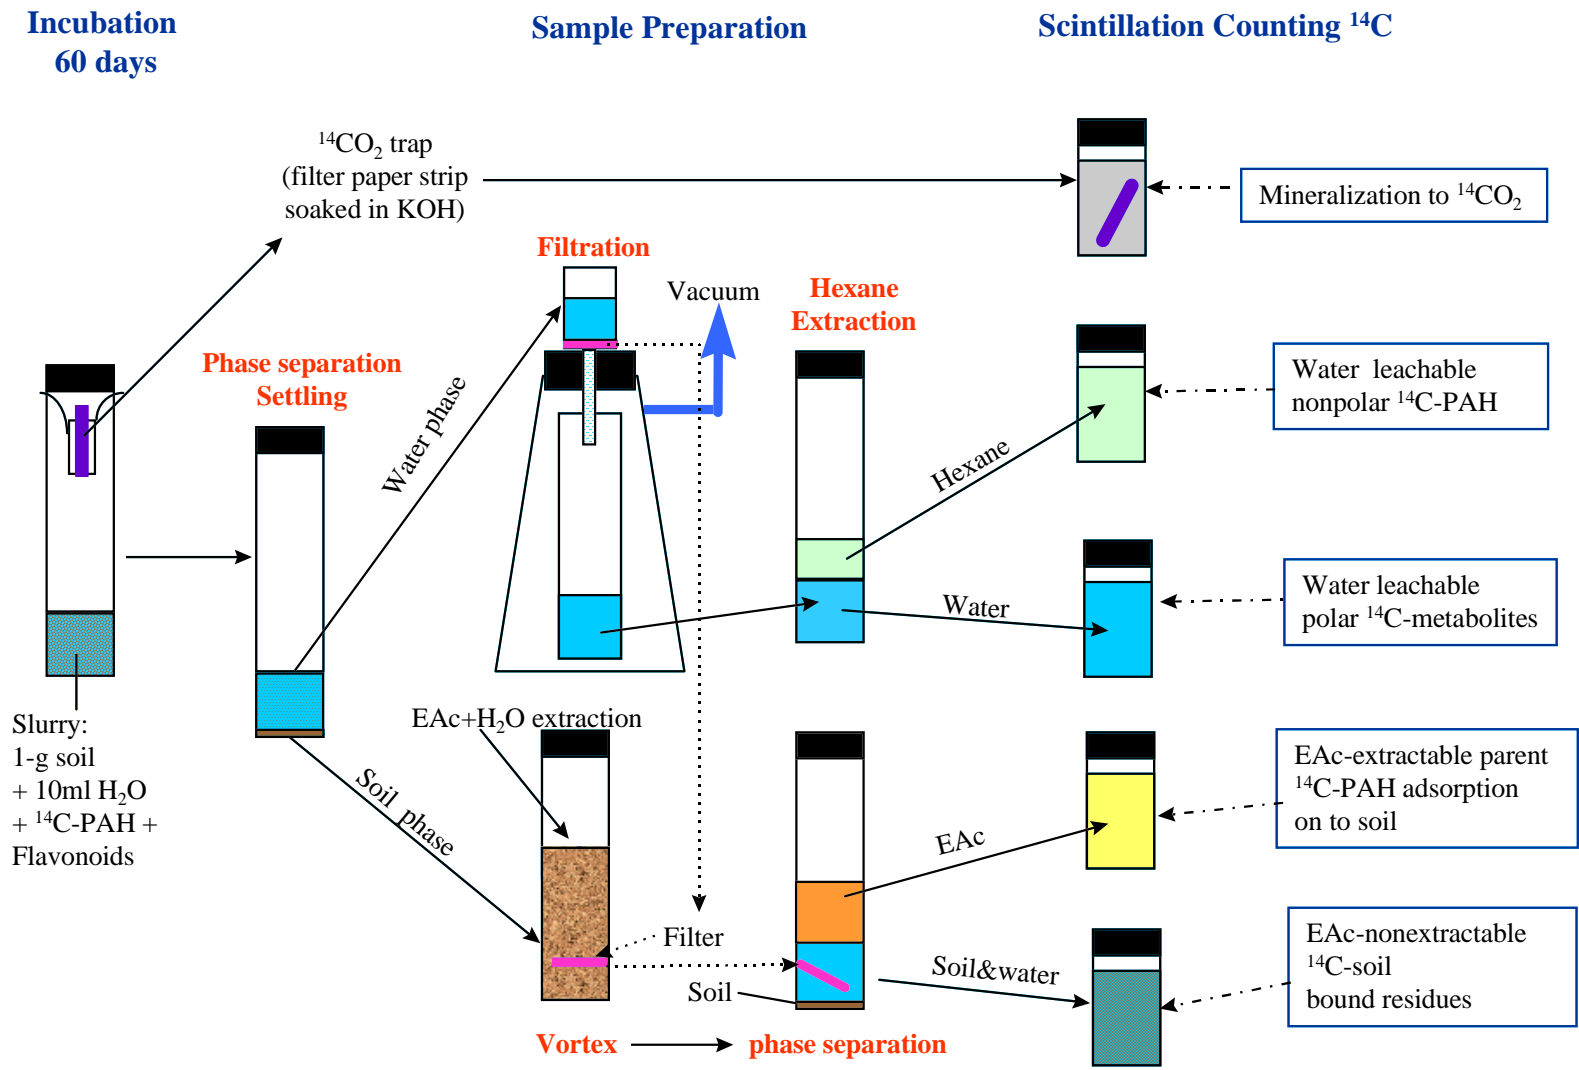 Incubation
60 days
Sample Preparation
Scintillation Counting ¹⁴C
¹⁴CO₂ trap
(filter paper strip
soaked in KOH)
Mineralization to ¹⁴CO₂
Filtration
Vacuum
Hexane
Extraction
Phase separation
Settling
Water phase
Hexane
Water leachable
nonpolar ¹⁴C-PAH
Water
Water leachable
polar ¹⁴C-metabolites
Slurry:
1-g soil
+ 10ml H₂O
+ ¹⁴C-PAH +
Flavonoids
EAc+H₂O extraction
Soil phase
EAc
EAc-extractable parent
¹⁴C-PAH adsorption
on to soil
Filter
Soil
Soil&water
EAc-nonextractable
¹⁴C-soil
bound residues
Vortex
phase separation